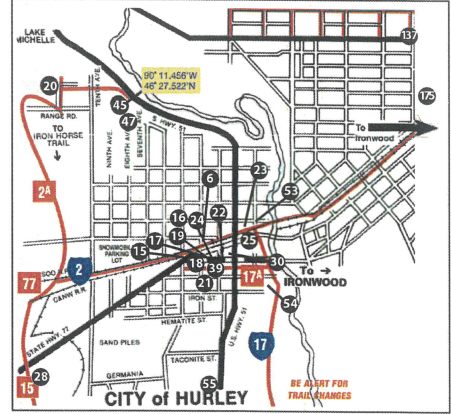 LAKE
MICHELLE
137
90° 11.456'W
46° 27.522'N
20
45
175
47
TENTH AVE.
RANGE RD.
S HWY. 51
TO
IRON HORSE
TRAIL
NINTH AVE.
EIGHTH AVE.
SEVENTH AVE.
To
Ironwood
2A
6
23
53
16
24
22
17
19
25
15
SNOWMOBILE
PARKING
LOT
18
39
30
SOO
2
17A
To →
IRONWOOD
77
21
C&NW R.R.
IRON ST.
54
HEMATITE ST.
STATE HWY. 77
U.S. HWY. 51
17
SAND PILES
TACONITE ST.
28
GERMANIA
15
55
BE ALERT FOR
TRAIL CHANGES
CITY of HURLEY